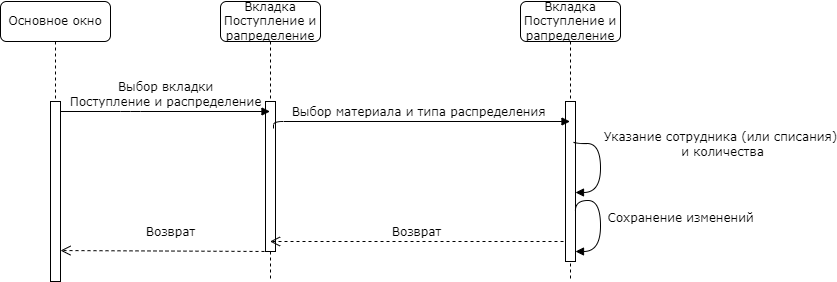 Основное окно
Вкладка
Поступление и
рапределение
Вкладка
Поступление и
рапределение
Выбор вкладки
Поступление и распределение
Выбор материала и типа распределения
Указание сотрудника (или списания)
и количества
Сохранение изменений
Возврат
Возврат